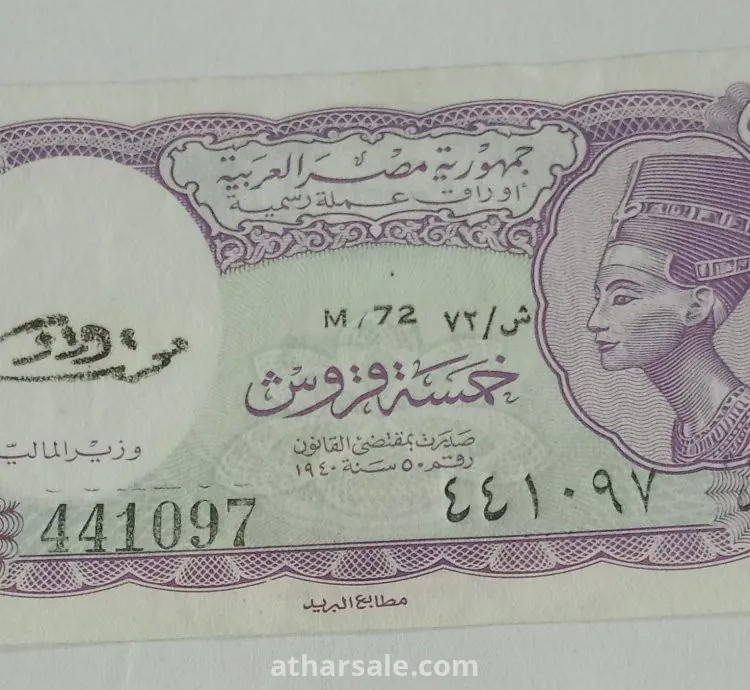 جمهورية مصر العربية
أوراق عملة رسمية
M/72 ش/٧٢
خمسة قروش
صدرت بمقتضى القانون
رقم ٥٠ سنة ١٩٤٠
وزير المالية
441097 ٤٤١٠٩٧
مطابع البريد
atharsale.com